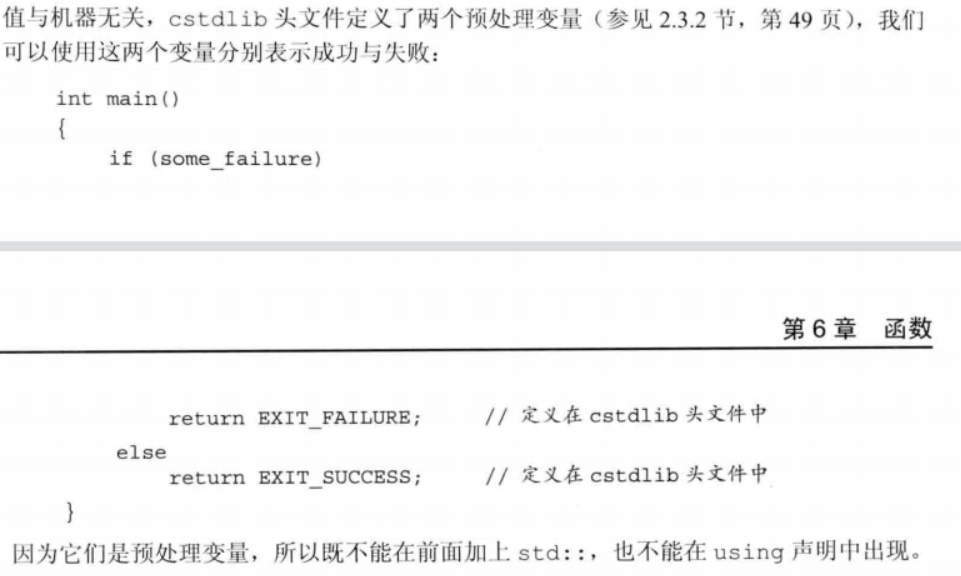 值与机器无关，cstdlib 头文件定义了两个预处理变量（参见 2.3.2 节，第 49 页），我们
可以使用这两个变量分别表示成功与失败：
int main()
{
    if (some_failure)
第 6 章 函数
        return EXIT_FAILURE;    // 定义在 cstdlib 头文件中
    else
        return EXIT_SUCCESS;    // 定义在 cstdlib 头文件中
}
因为它们是预处理变量，所以既不能在前面加上 std::，也不能在 using 声明中出现。